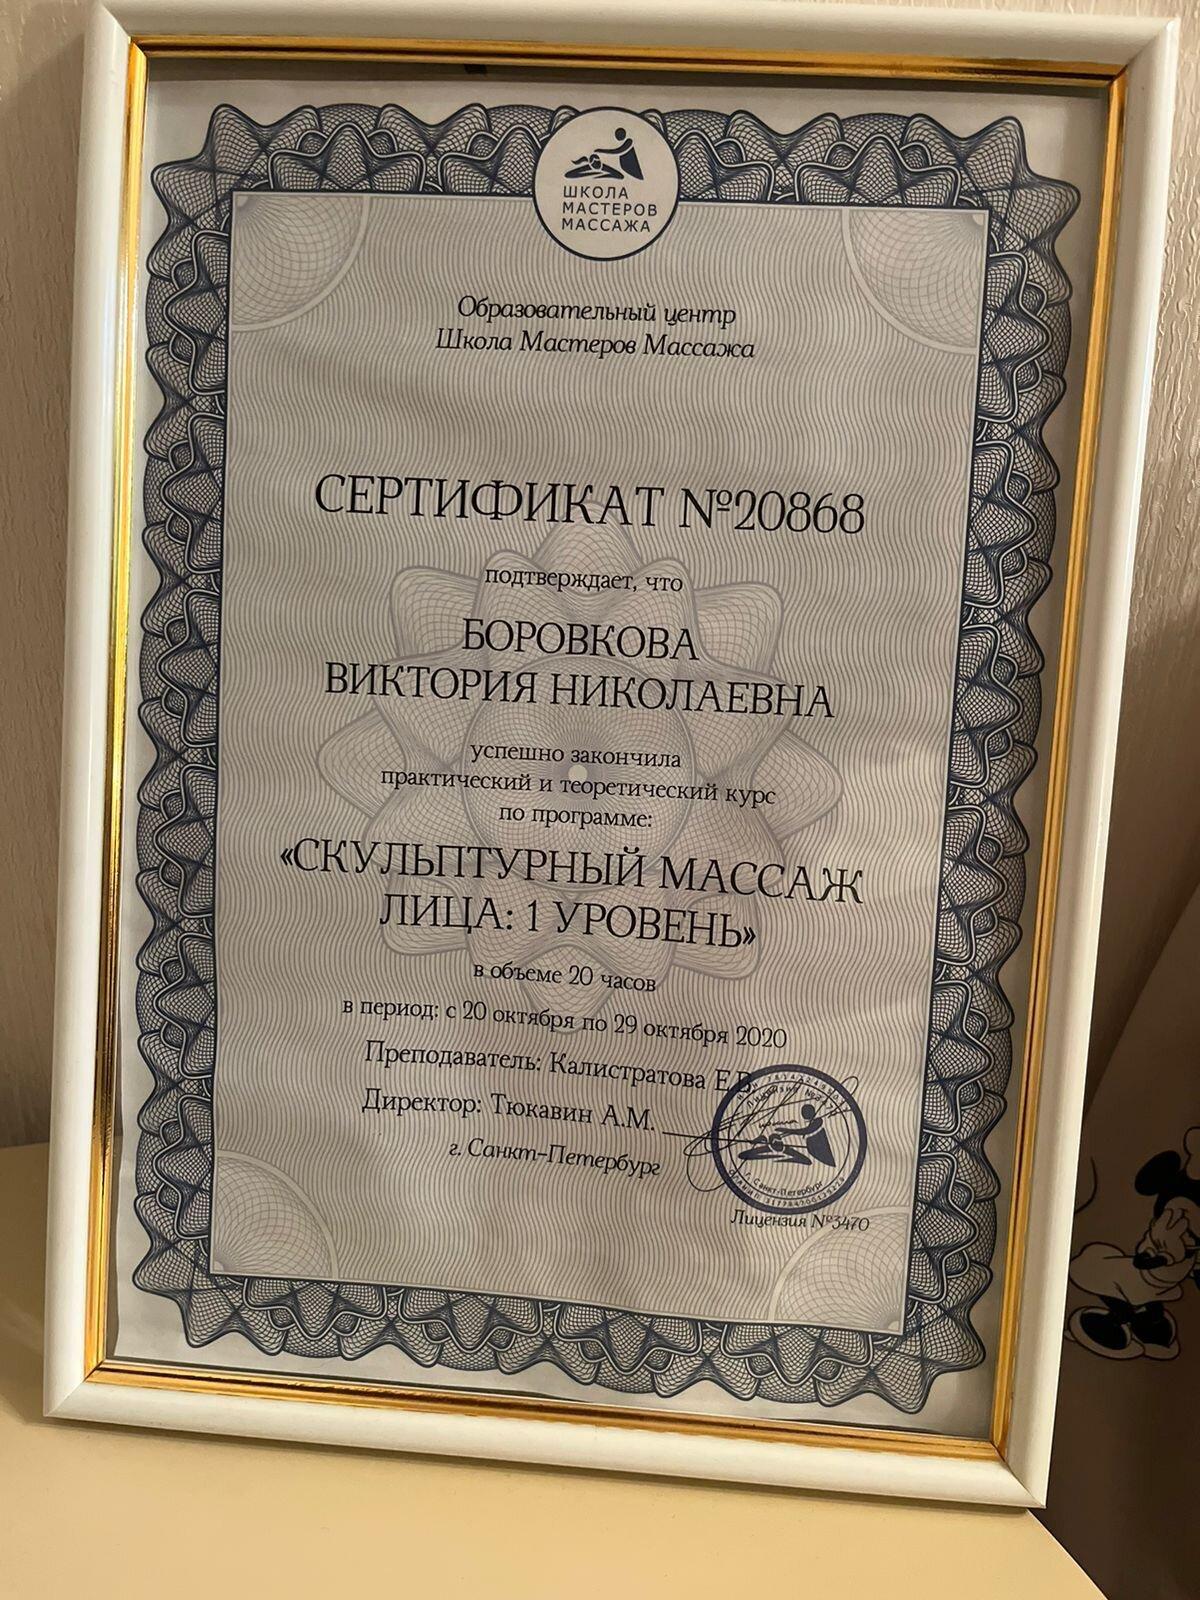 ШКОЛА
МАСТЕРОВ
МАССАЖА
Образовательный центр
Школа Мастеров Массажа
СЕРТИФИКАТ №20868
подтверждает, что
БОРОВКОВА
ВИКТОРИЯ НИКОЛАЕВНА
успешно закончила
практический и теоретический курс
по программе:
«СКУЛЬПТУРНЫЙ МАССАЖ
ЛИЦА: 1 УРОВЕНЬ»
в объеме 20 часов
в период: с 20 октября по 29 октября 2020
Преподаватель: Калистратова Е.В.
Директор: Тюкавин А.М.
г. Санкт-Петербург
г. Санкт-Петербург
Лицензия №3470